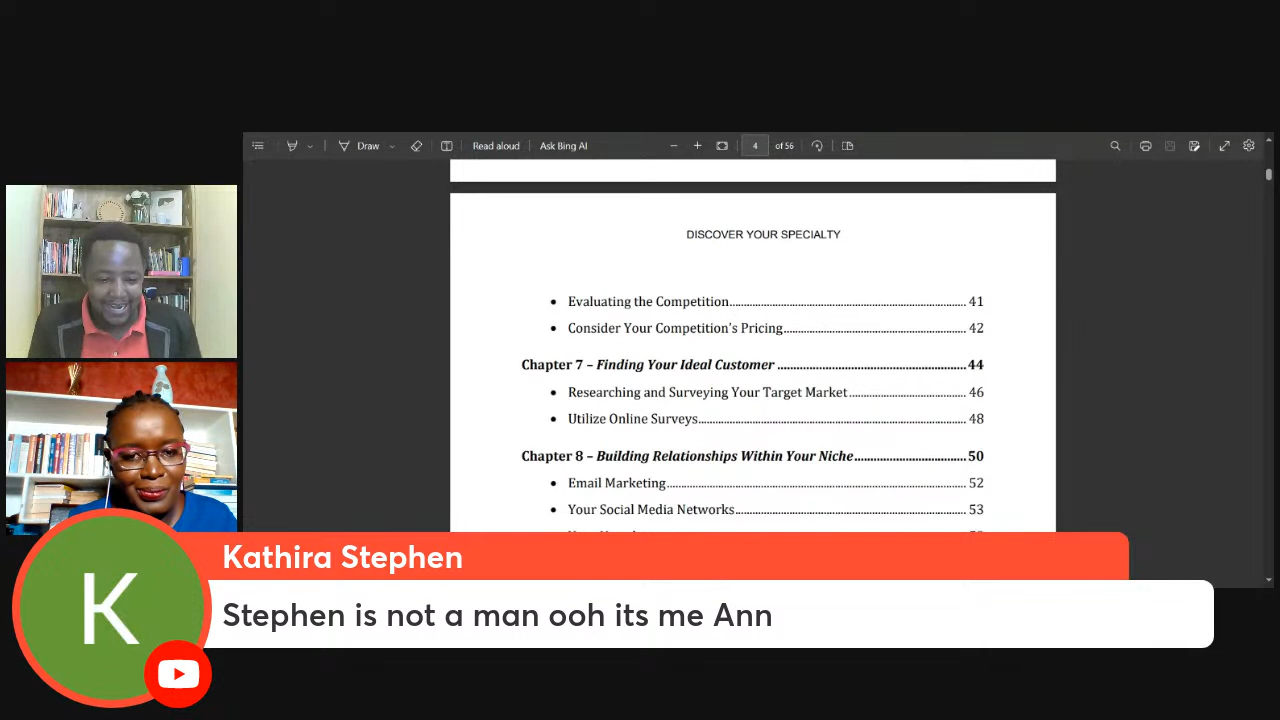 Draw
Read aloud
Ask Bing AI
4 of 56
DISCOVER YOUR SPECIALTY
• Evaluating the Competition 41
• Consider Your Competition's Pricing 42
Chapter 7 – Finding Your Ideal Customer 44
• Researching and Surveying Your Target Market 46
• Utilize Online Surveys 48
Chapter 8 – Building Relationships Within Your Niche 50
• Email Marketing 52
• Your Social Media Networks 53
K
Kathira Stephen
Stephen is not a man ooh its me Ann